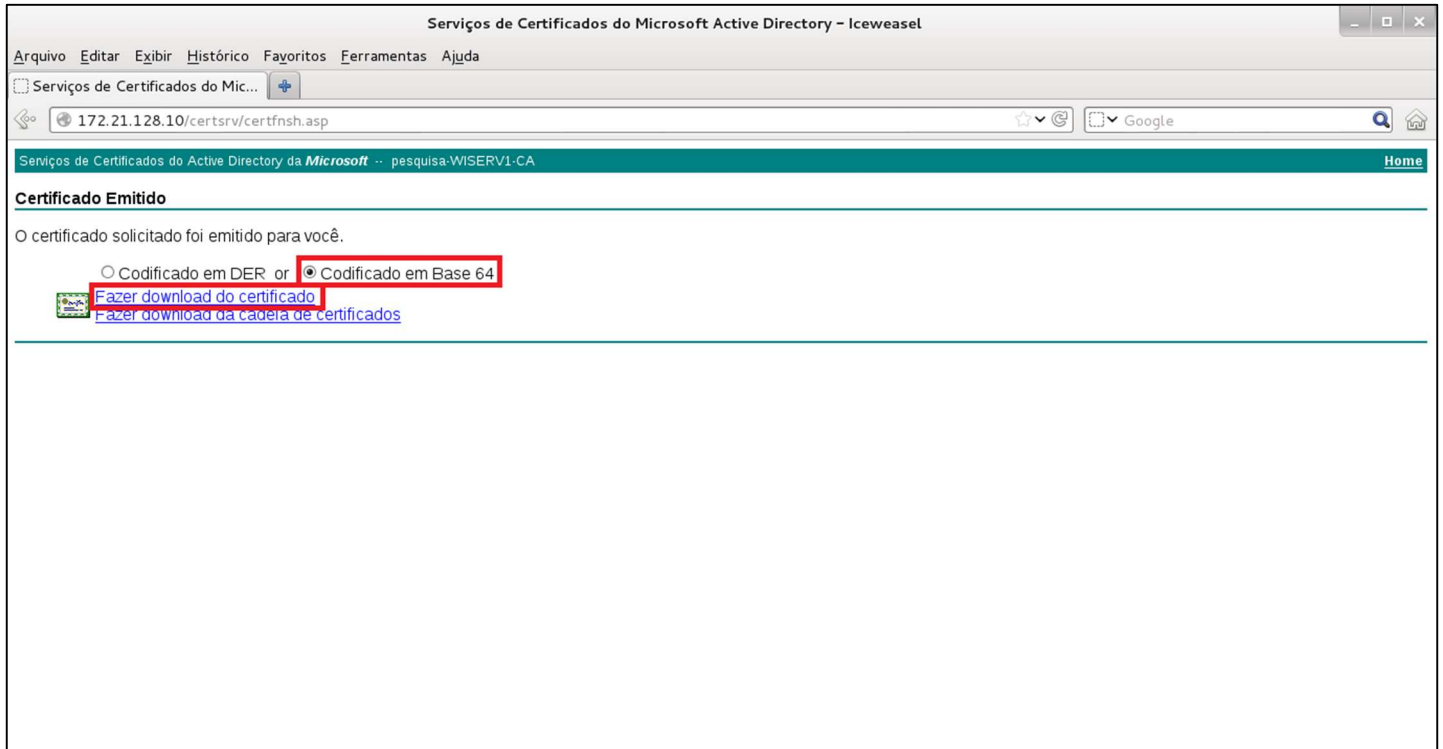 Serviços de Certificados do Microsoft Active Directory - Iceweasel
Arquivo Editar Exibir Histórico Favoritos Ferramentas Ajuda
Serviços de Certificados do Mic...
172.21.128.10/certsrv/certfnsh.asp Google
Serviços de Certificados do Active Directory da Microsoft -- pesquisa-WISERV1-CA Home
Certificado Emitido
O certificado solicitado foi emitido para você.
Codificado em DER or Codificado em Base 64
Fazer download do certificado
Fazer download da cadeia de certificados